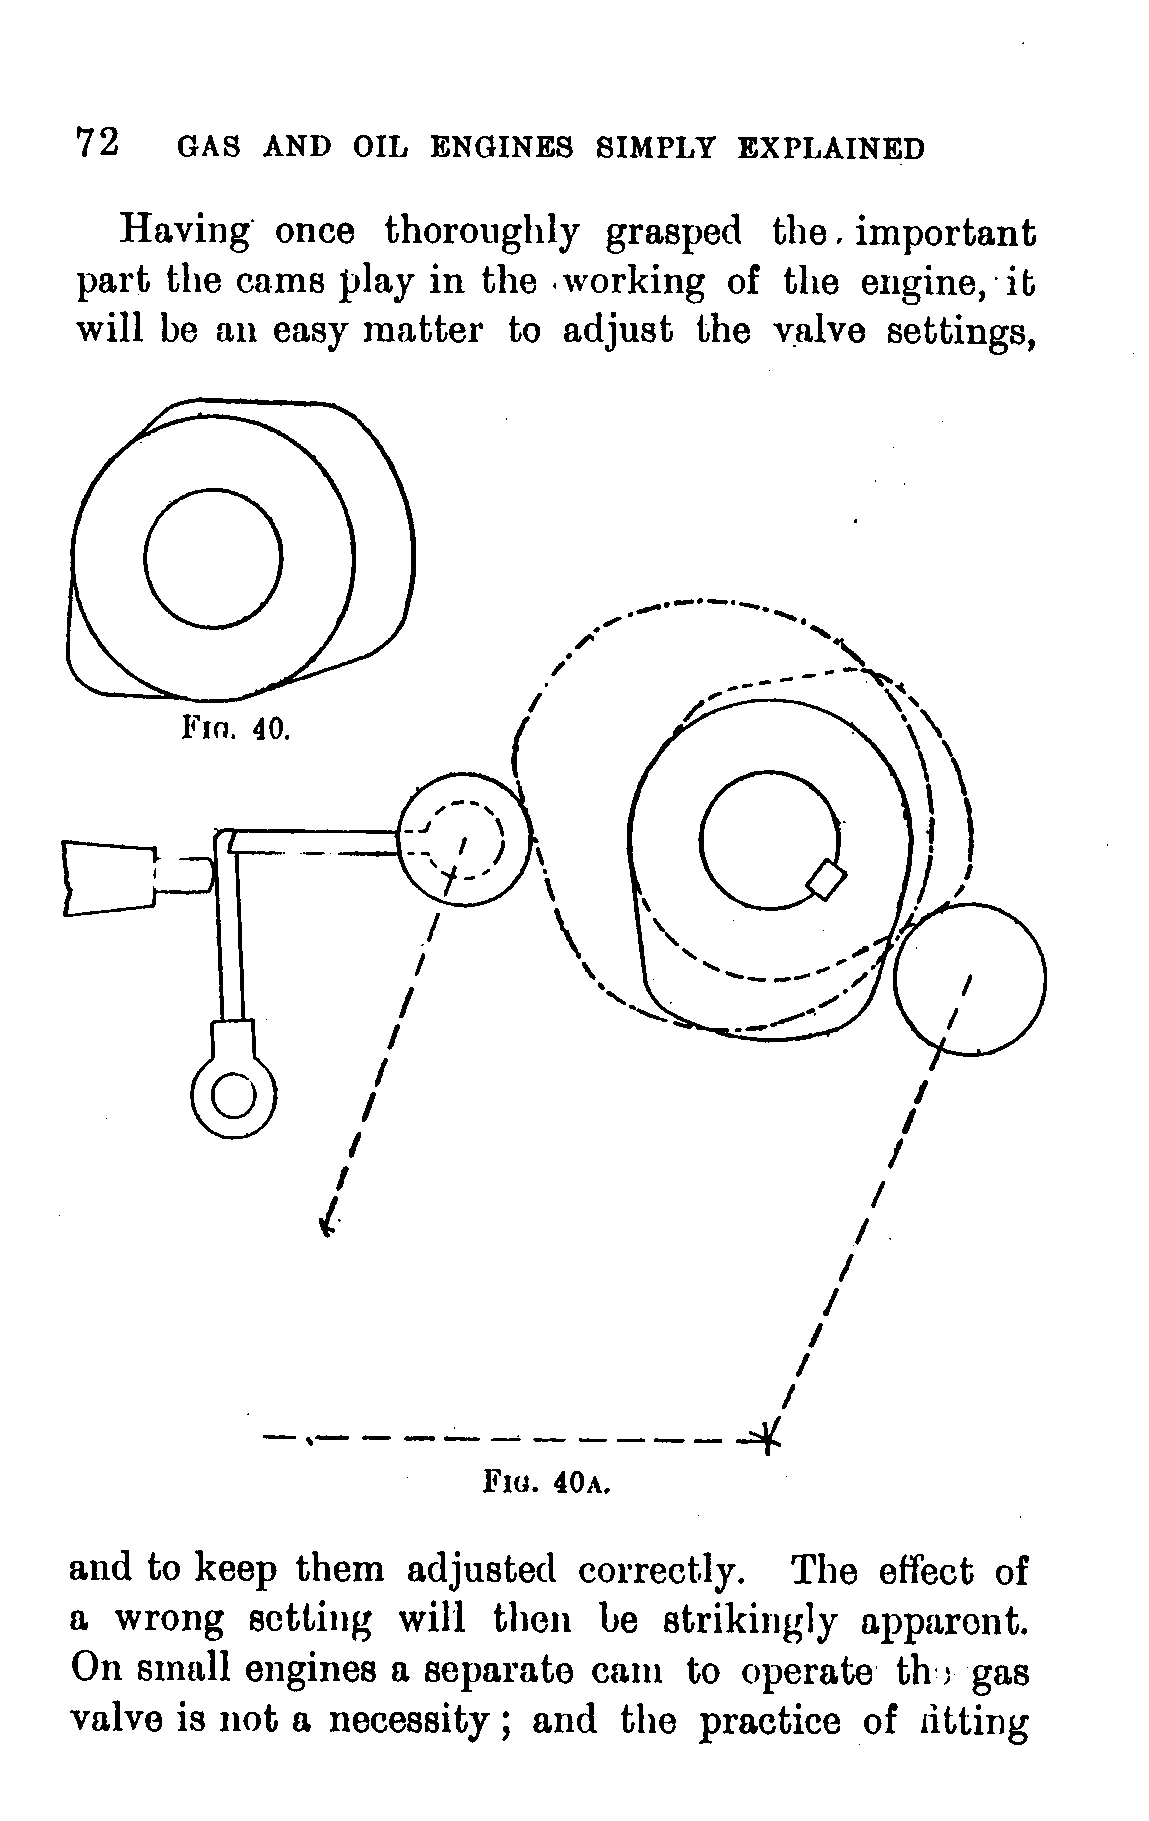 72 GAS AND OIL ENGINES SIMPLY EXPLAINED
Having once thoroughly grasped the important
part the cams play in the working of the engine, it
will be an easy matter to adjust the valve settings,
FIG. 40.
FIG. 40A.
and to keep them adjusted correctly. The effect of
a wrong setting will then be strikingly apparent.
On small engines a separate cam to operate the gas
valve is not a necessity; and the practice of fitting